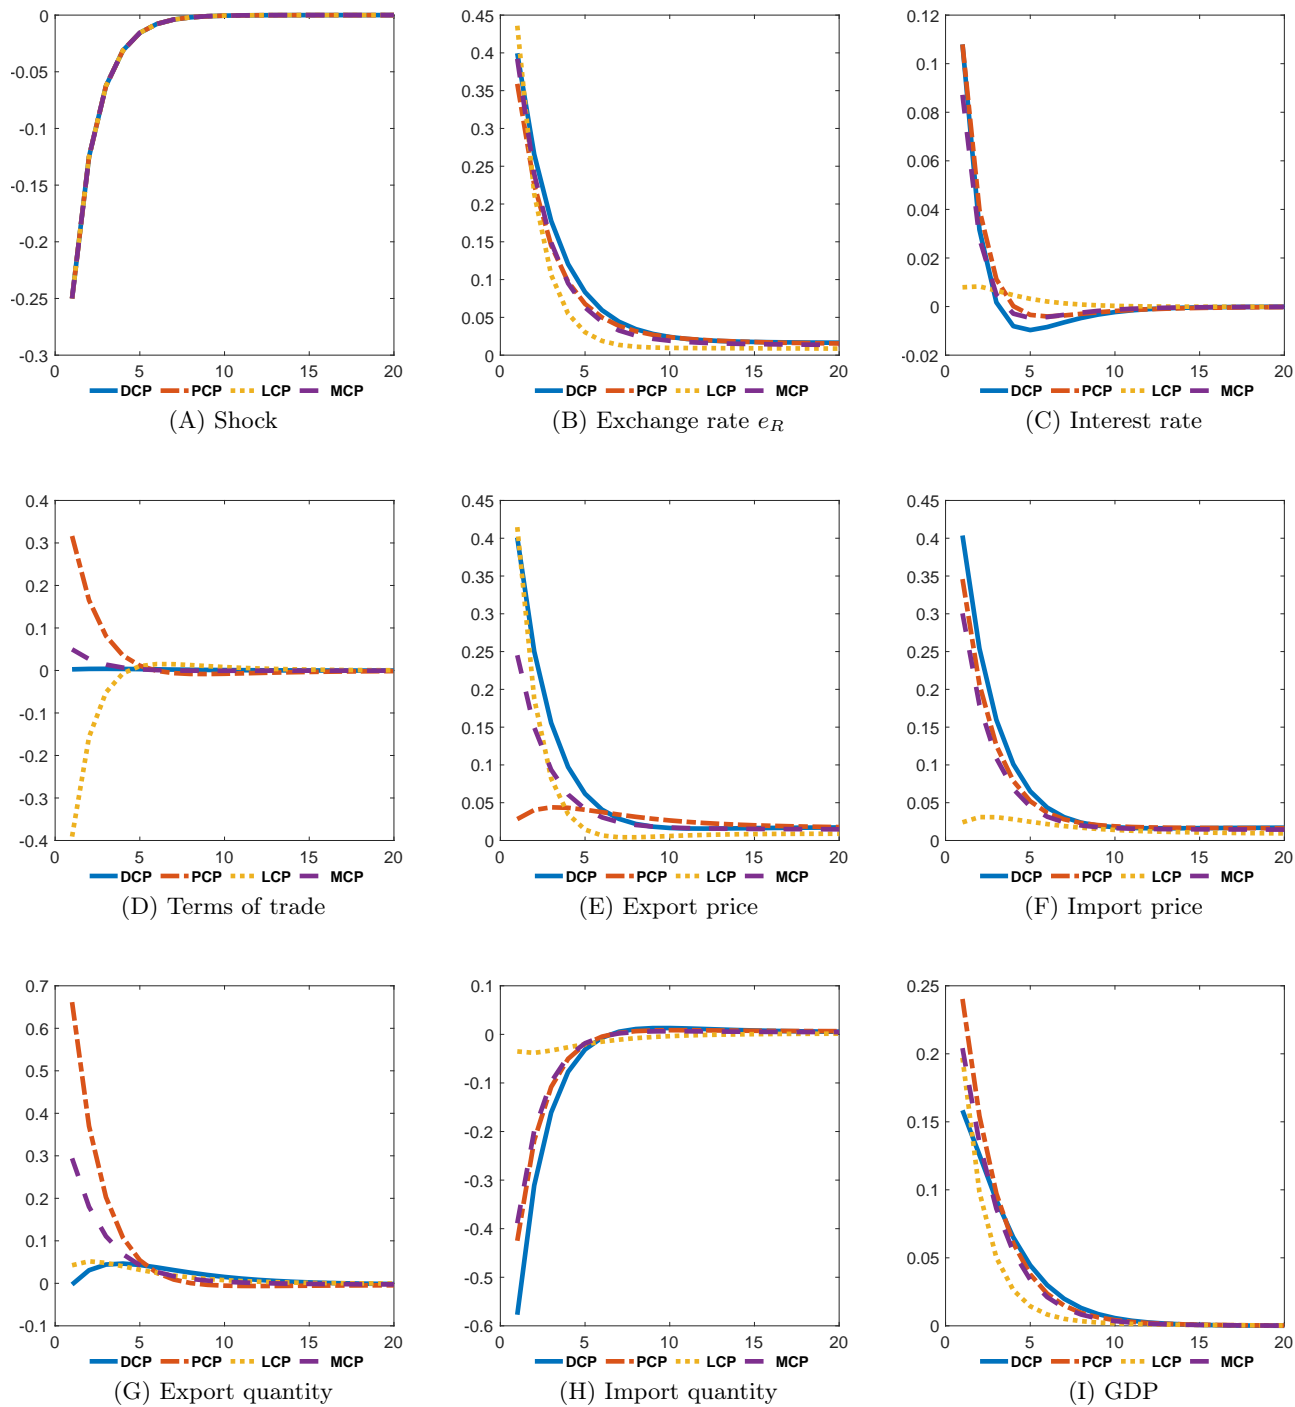 0
-0.05
-0.1
-0.15
-0.2
-0.25
-0.3
0 5 10 15 20
DCP PCP LCP MCP
(A) Shock
0.45
0.4
0.35
0.3
0.25
0.2
0.15
0.1
0.05
0
0 5 10 15 20
DCP PCP LCP MCP
(B) Exchange rate e_R
0.12
0.1
0.08
0.06
0.04
0.02
0
-0.02
0 5 10 15 20
DCP PCP LCP MCP
(C) Interest rate
0.4
0.3
0.2
0.1
0
-0.1
-0.2
-0.3
-0.4
0 5 10 15 20
DCP PCP LCP MCP
(D) Terms of trade
0.45
0.4
0.35
0.3
0.25
0.2
0.15
0.1
0.05
0
0 5 10 15 20
DCP PCP LCP MCP
(E) Export price
0.45
0.4
0.35
0.3
0.25
0.2
0.15
0.1
0.05
0
0 5 10 15 20
DCP PCP LCP MCP
(F) Import price
0.7
0.6
0.5
0.4
0.3
0.2
0.1
0
-0.1
0 5 10 15 20
DCP PCP LCP MCP
(G) Export quantity
0.1
0
-0.1
-0.2
-0.3
-0.4
-0.5
-0.6
0 5 10 15 20
DCP PCP LCP MCP
(H) Import quantity
0.25
0.2
0.15
0.1
0.05
0
0 5 10 15 20
DCP PCP LCP MCP
(I) GDP